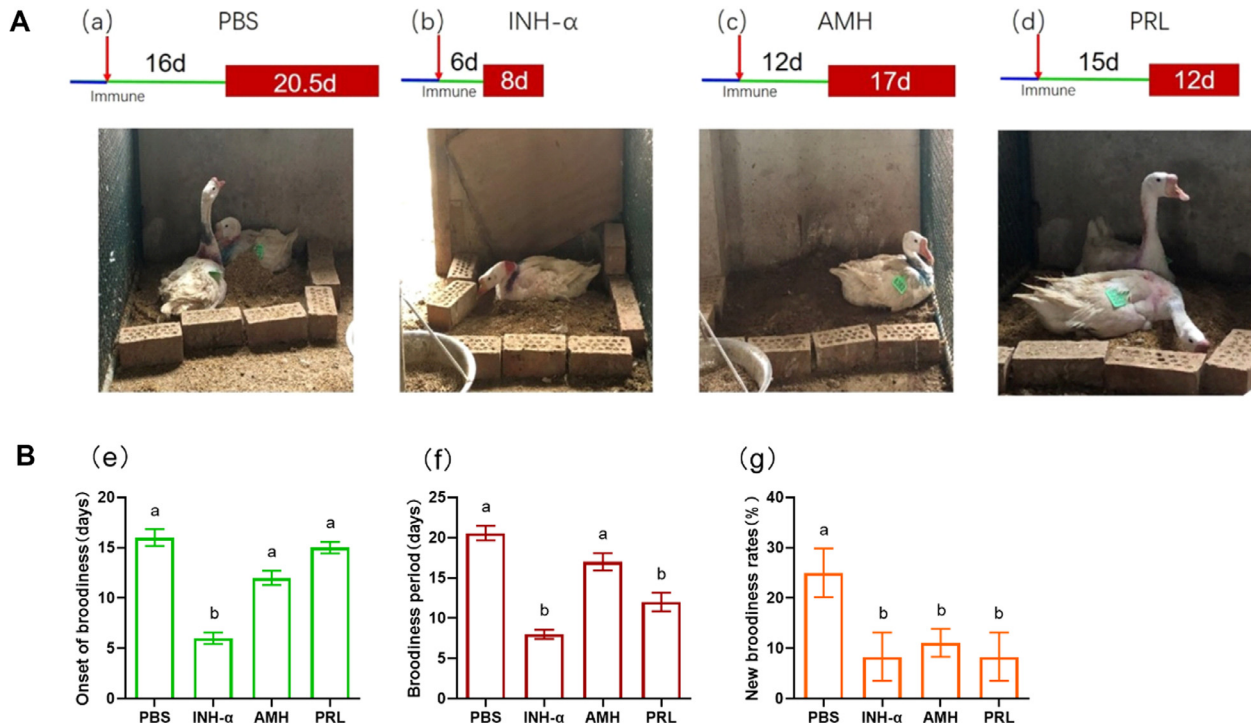 A
(a) PBS
(b) INH-α
(c) AMH
(d) PRL
16d
20.5d
Immune
6d
8d
Immune
12d
17d
Immune
15d
12d
Immune
B
(e)
Onset of broodiness (days)
20
15
10
5
0
a
b
a
a
PBS INH-α AMH PRL
(f)
Broodiness period (days)
25
20
15
10
5
0
a
b
a
b
PBS INH-α AMH PRL
(g)
New broodiness rates (%)
40
30
20
10
0
a
b
b
b
PBS INH-α AMH PRL